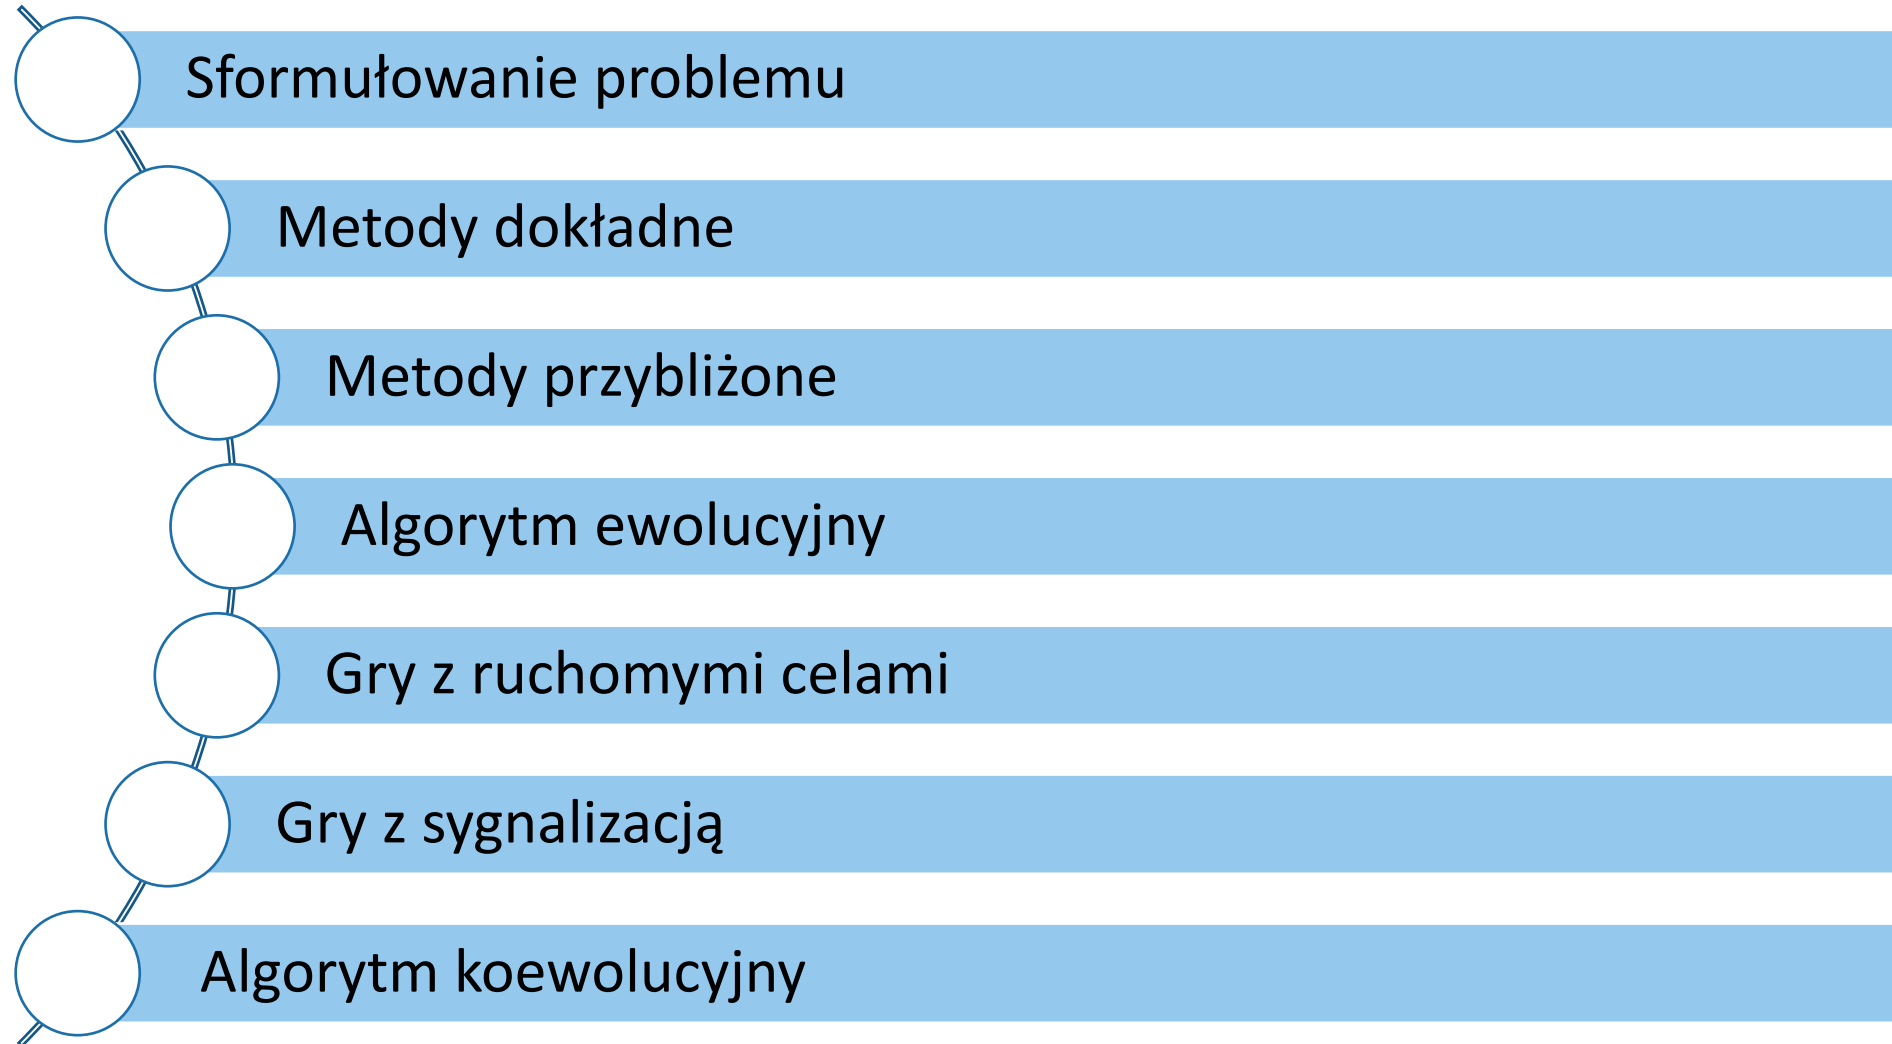 Sformułowanie problemu
Metody dokładne
Metody przybliżone
Algorytm ewolucyjny
Gry z ruchomymi celami
Gry z sygnalizacją
Algorytm koewolucyjny